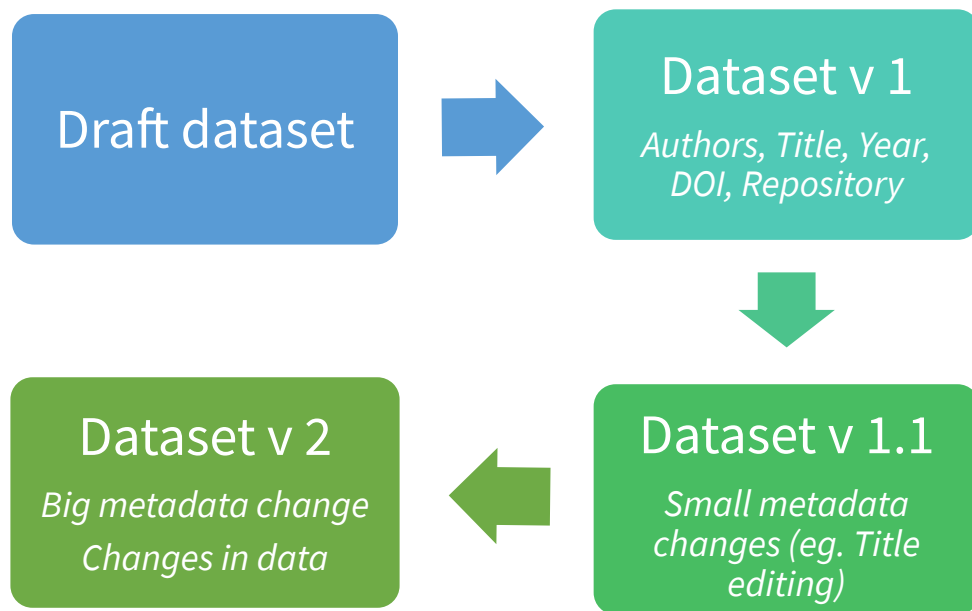 Draft dataset
Dataset v 1
Authors, Title, Year,
DOI, Repository
Dataset v 1.1
Small metadata
changes (eg. Title
editing)
Dataset v 2
Big metadata change
Changes in data